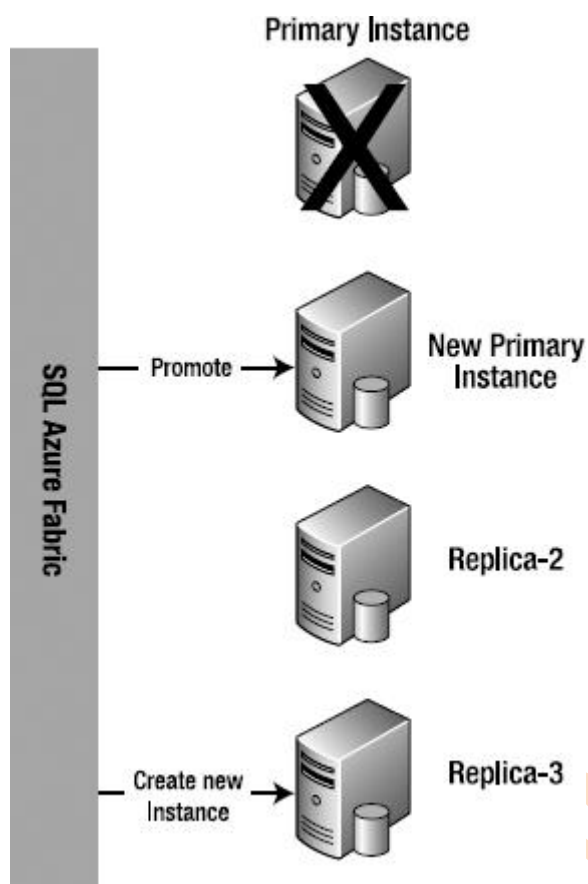 Primary Instance
SQL Azure Fabric
Promote
New Primary
Instance
Replica-2
Create new
Instance
Replica-3